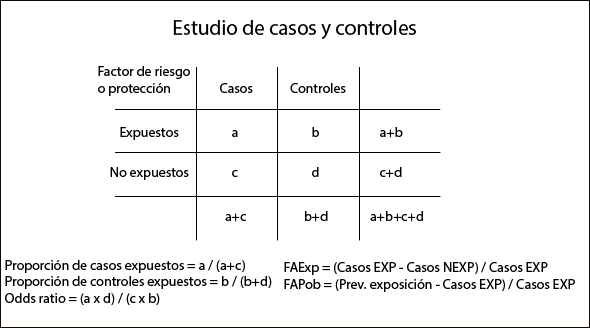 Estudio de casos y controles
Factor de riesgo
o protección Casos Controles
Expuestos a b a+b
No expuestos c d c+d
a+c b+d a+b+c+d
Proporción de casos expuestos = a / (a+c)
Proporción de controles expuestos = b / (b+d)
Odds ratio = (a x d) / (c x b)
FAExp = (Casos EXP - Casos NEXP) / Casos EXP
FAPob = (Prev. exposición - Casos EXP) / Casos EXP